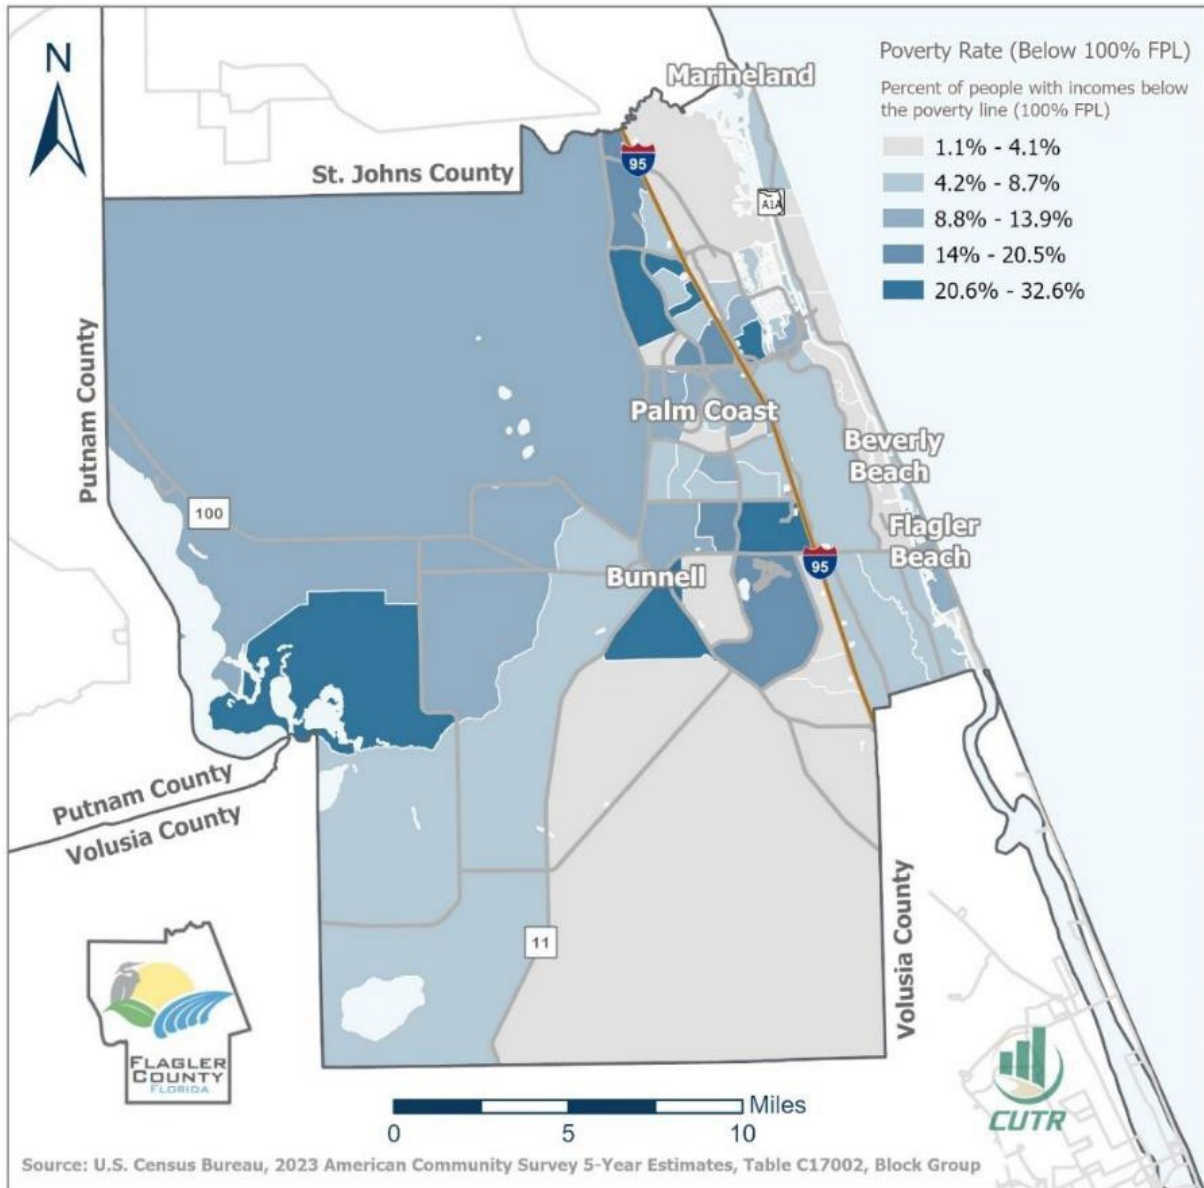 N
Marineland
Poverty Rate (Below 100% FPL)
Percent of people with incomes below
the poverty line (100% FPL)
1.1% - 4.1%
4.2% - 8.7%
8.8% - 13.9%
14% - 20.5%
20.6% - 32.6%
St. Johns County
95
A1A
Putnam County
Palm Coast
Beverly
Beach
100
Flagler
Beach
Bunnell
95
Putnam County
Volusia County
11
Volusia County
FLAGLER
COUNTY
FLORIDA
CUTR
Miles
0 5 10
Source: U.S. Census Bureau, 2023 American Community Survey 5-Year Estimates, Table C17002, Block Group